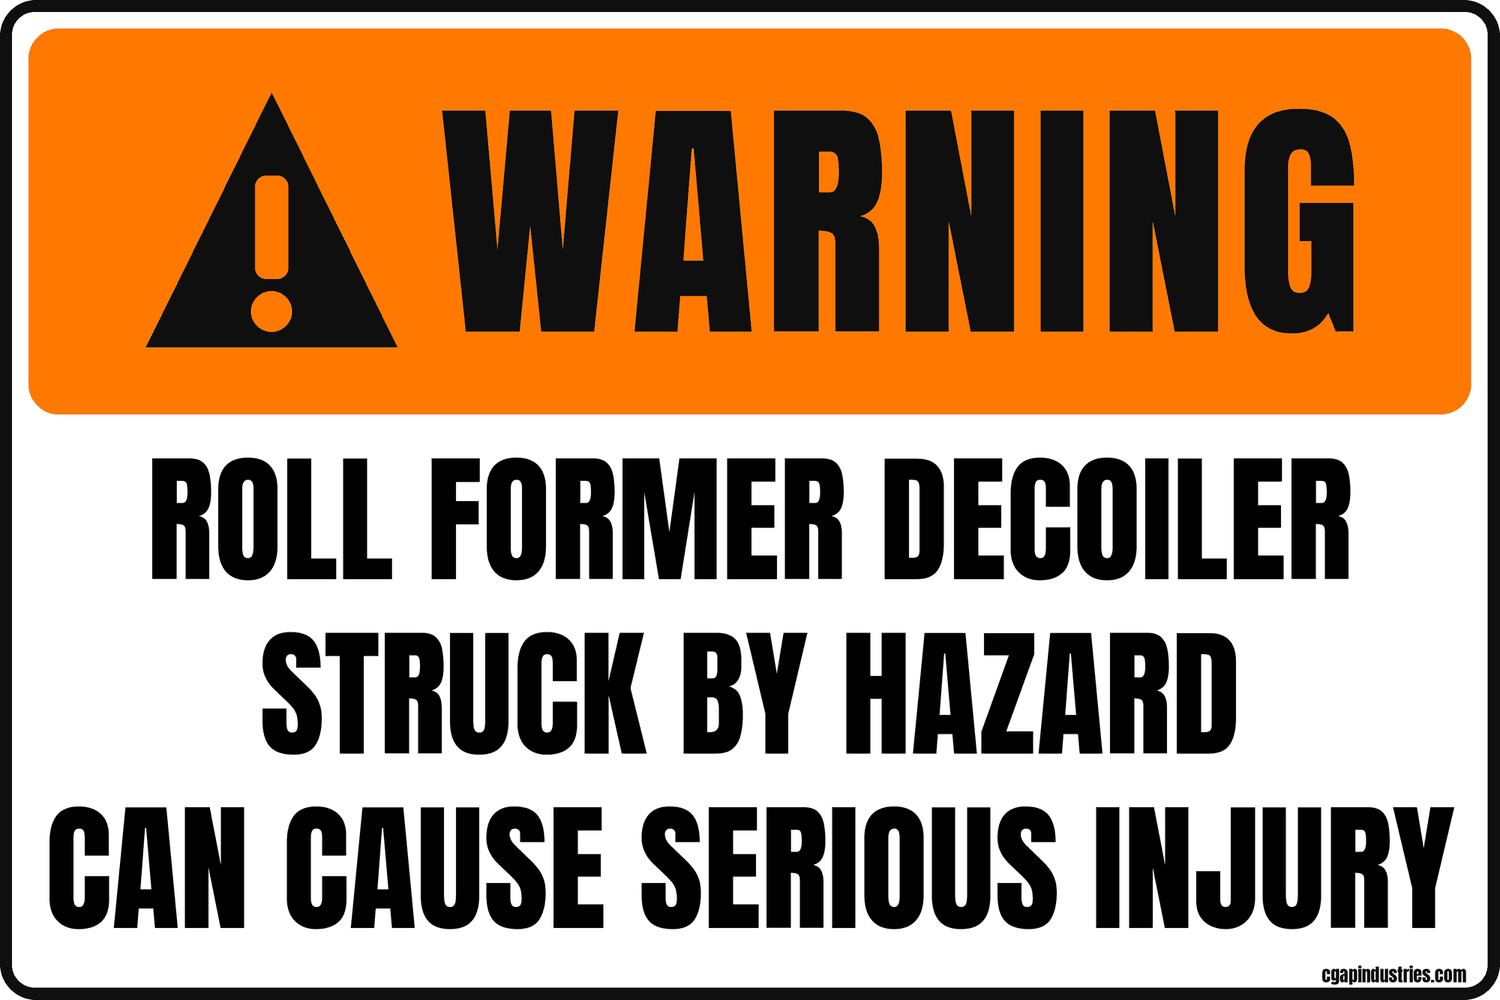 WARNING
ROLL FORMER DECOILER
STRUCK BY HAZARD
CAN CAUSE SERIOUS INJURY
cgapindustries.com